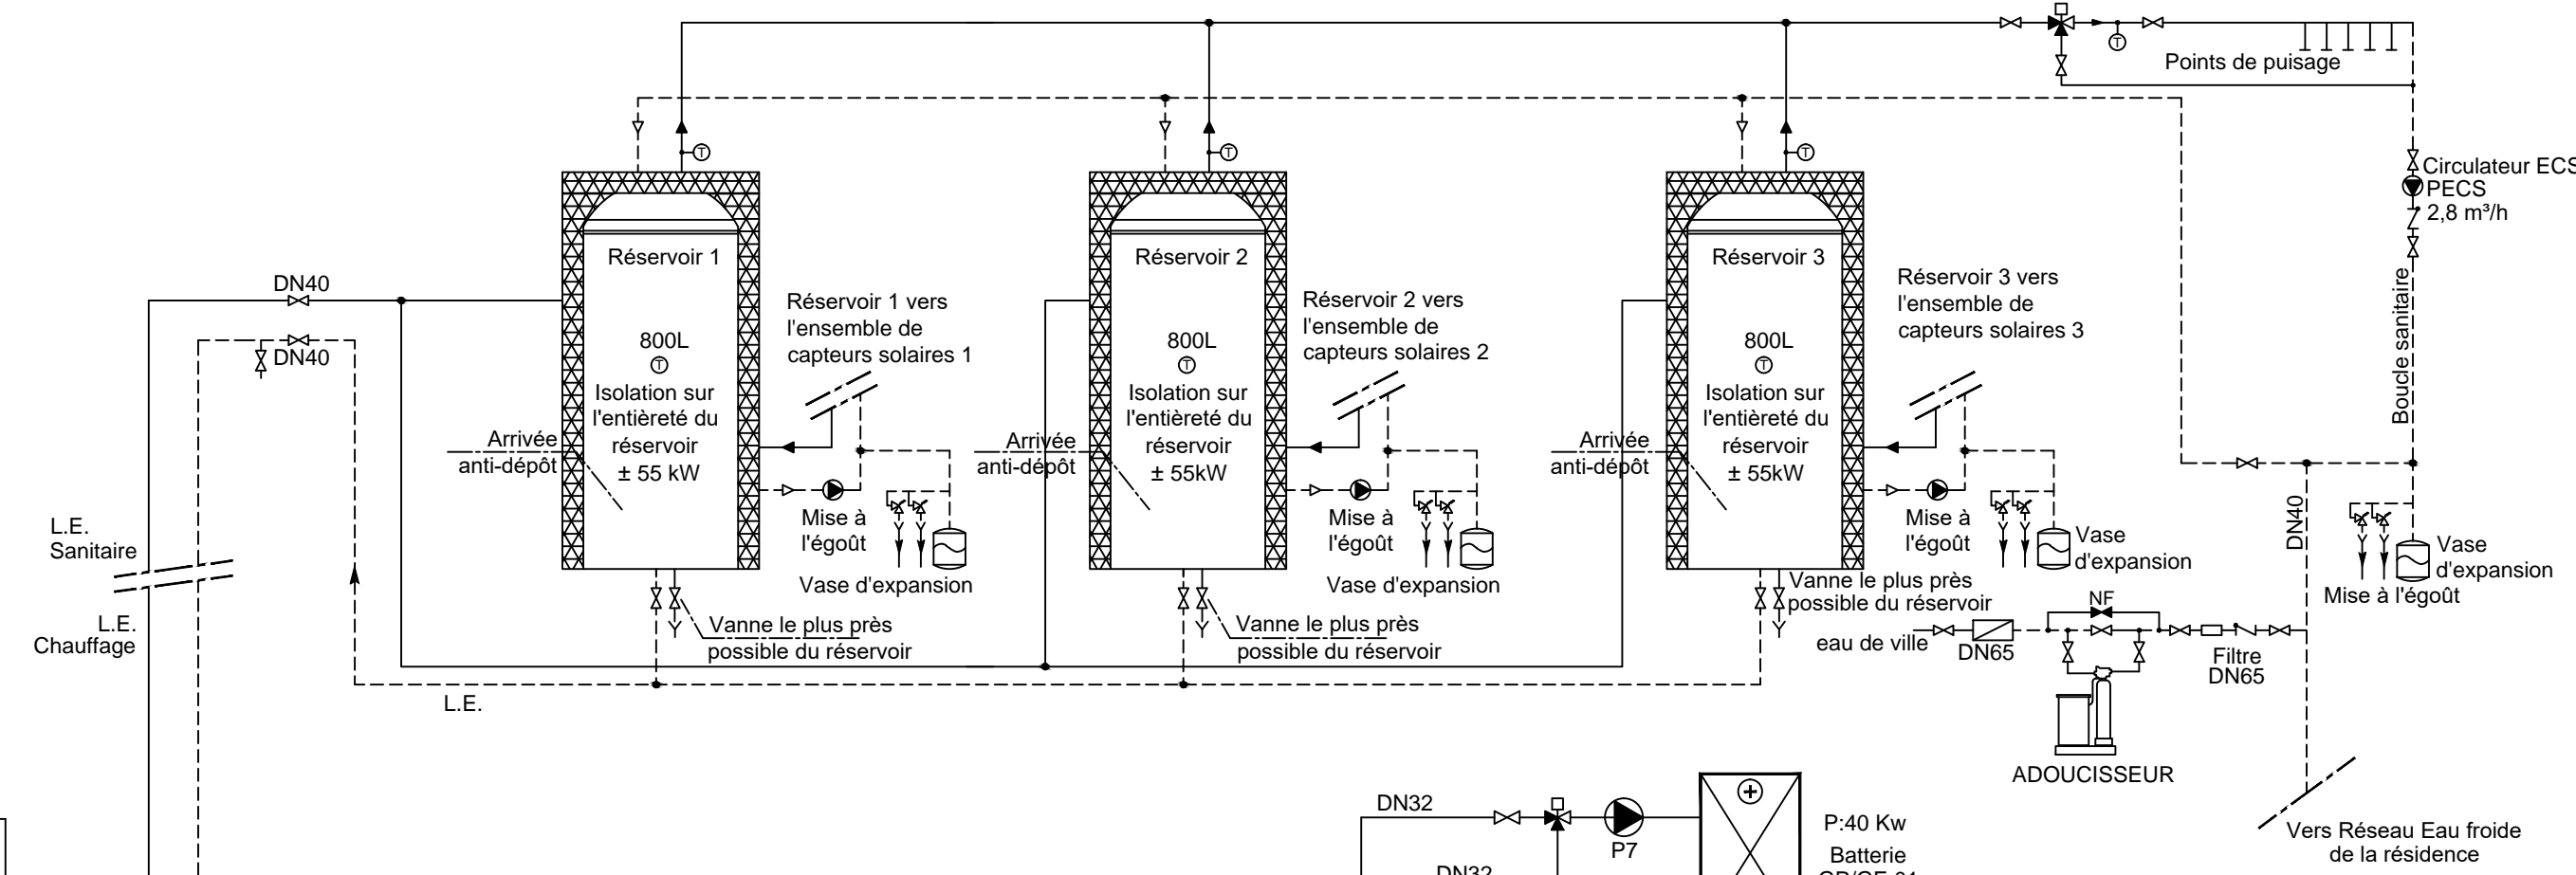 Points de puisage
T
Circulateur ECS
PECS
2,8 m³/h
T
T
T
Réservoir 1
Réservoir 2
Réservoir 3
DN40
DN40
Réservoir 1 vers
l'ensemble de
capteurs solaires 1
Réservoir 2 vers
l'ensemble de
capteurs solaires 2
Réservoir 3 vers
l'ensemble de
capteurs solaires 3
Boucle sanitaire
800L
T
Isolation sur
l'entièreté du
réservoir
± 55 kW
800L
T
Isolation sur
l'entièreté du
réservoir
± 55kW
800L
T
Isolation sur
l'entièreté du
réservoir
± 55kW
Arrivée
anti-dépôt
Arrivée
anti-dépôt
Arrivée
anti-dépôt
Mise à
l'égoût
Vase d'expansion
Mise à
l'égoût
Vase d'expansion
Mise à
l'égoût
Vase
d'expansion
DN40
Vase
d'expansion
Mise à l'égoût
L.E.
Sanitaire
L.E.
Chauffage
Vanne le plus près
possible du réservoir
Vanne le plus près
possible du réservoir
Vanne le plus près
possible du réservoir
eau de ville
DN65
NF
Filtre
DN65
L.E.
ADOUCISSEUR
Vers Réseau Eau froide
de la résidence
DN32
P7
P:40 Kw
Batterie
DN32